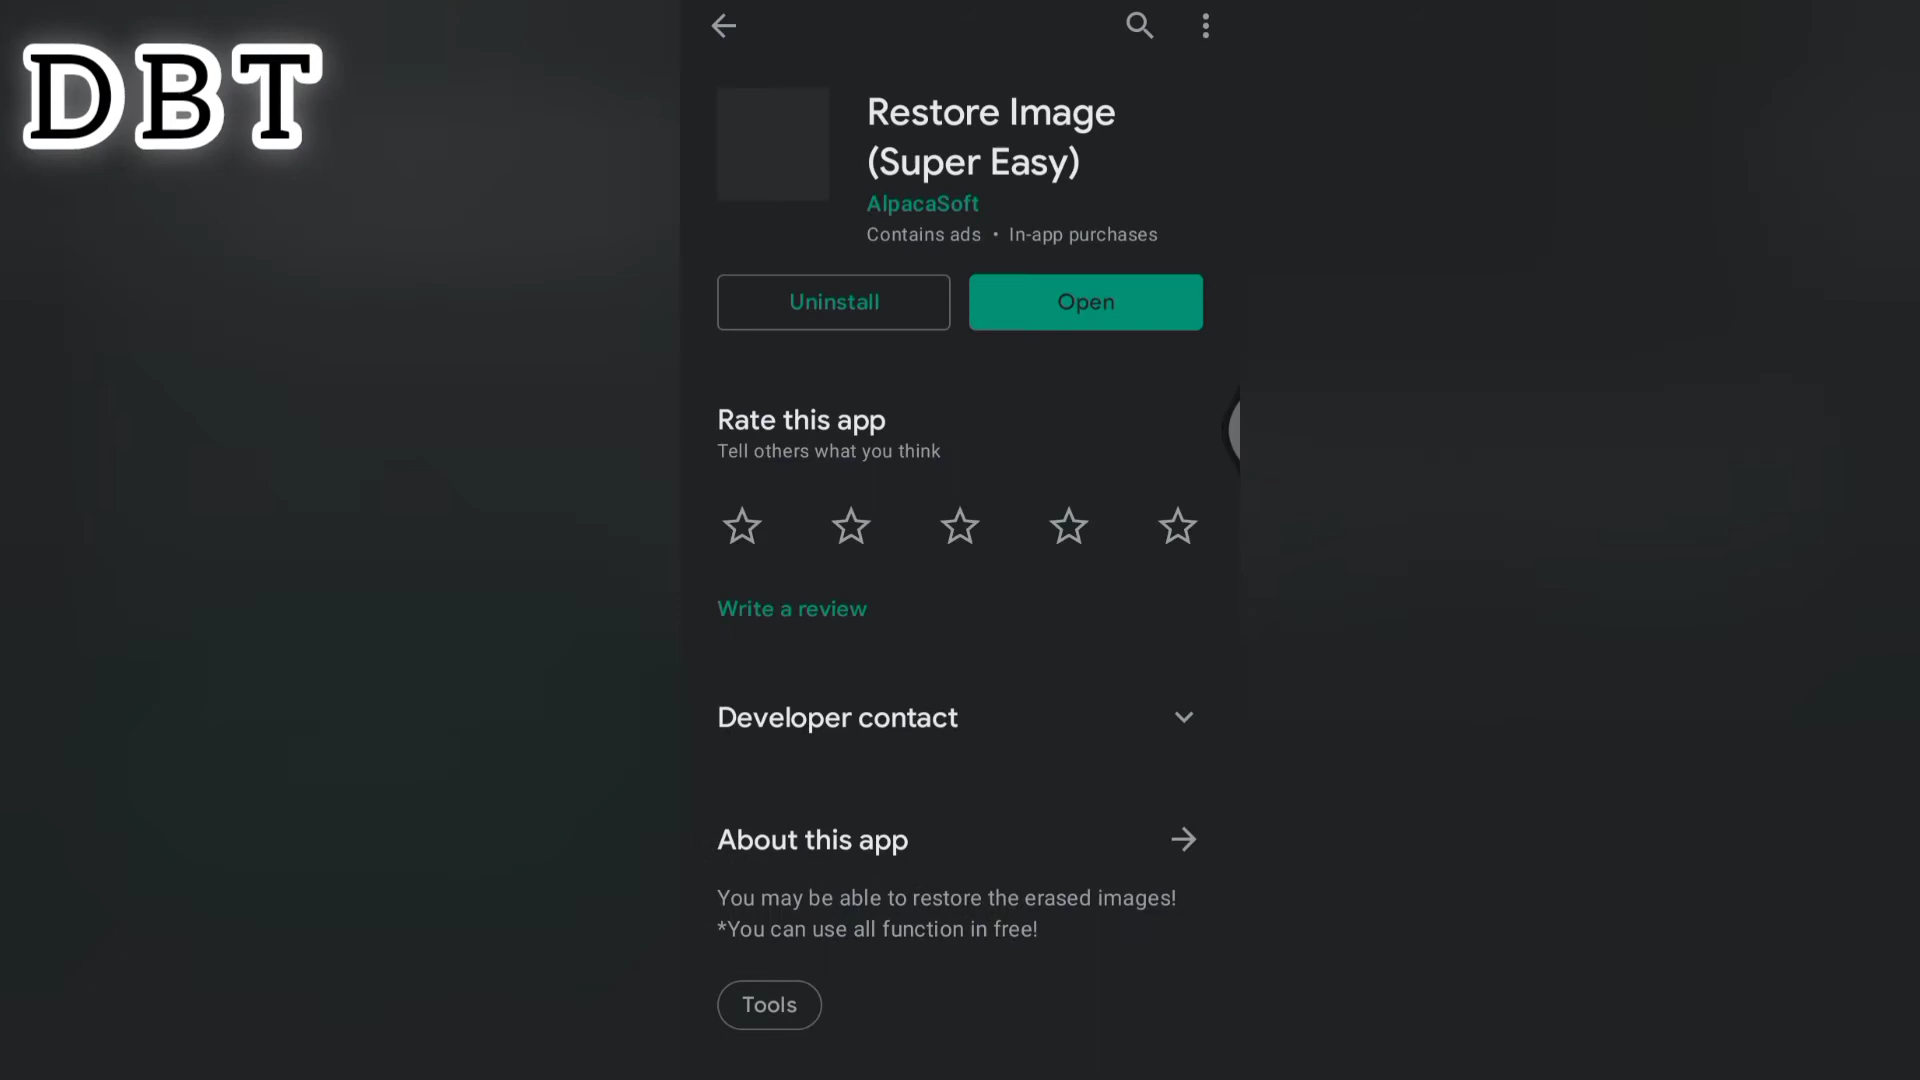 DBT
Restore Image
(Super Easy)
AlpacaSoft
Contains ads • In-app purchases
Uninstall
Open
Rate this app
Tell others what you think
Write a review
Developer contact
About this app
You may be able to restore the erased images!
*You can use all function in free!
Tools